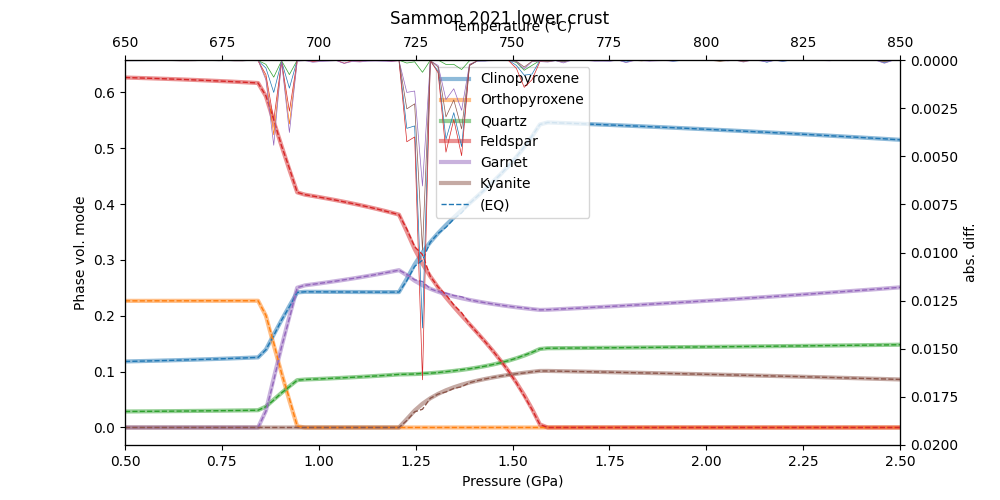 Sammon 2021 lower crust
Temperature (°C)
650 675 700 725 750 775 800 825 850
Phase vol. mode
0.6
0.5
0.4
0.3
0.2
0.1
0.0
Clinopyroxene
Orthopyroxene
Quartz
Feldspar
Garnet
Kyanite
(EQ)
0.0000
0.0025
0.0050
0.0075
0.0100
0.0125
0.0150
0.0175
0.0200
abs. diff.
0.50 0.75 1.00 1.25 1.50 1.75 2.00 2.25 2.50
Pressure (GPa)